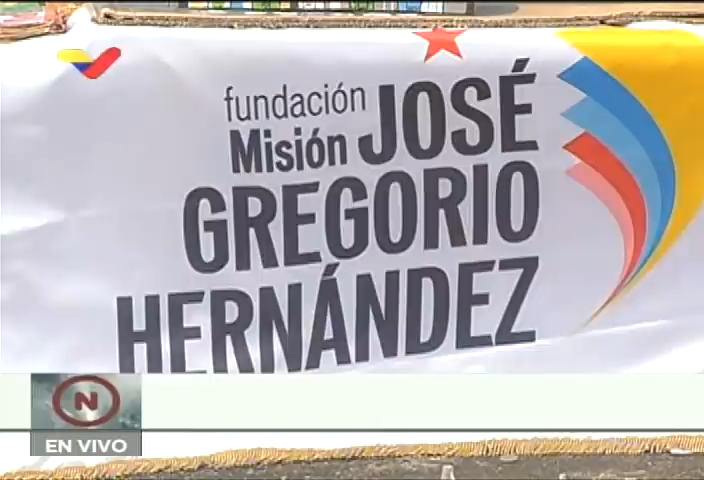 fundación
Misión JOSÉ
GREGORIO
HERNÁNDEZ
N
EN VIVO